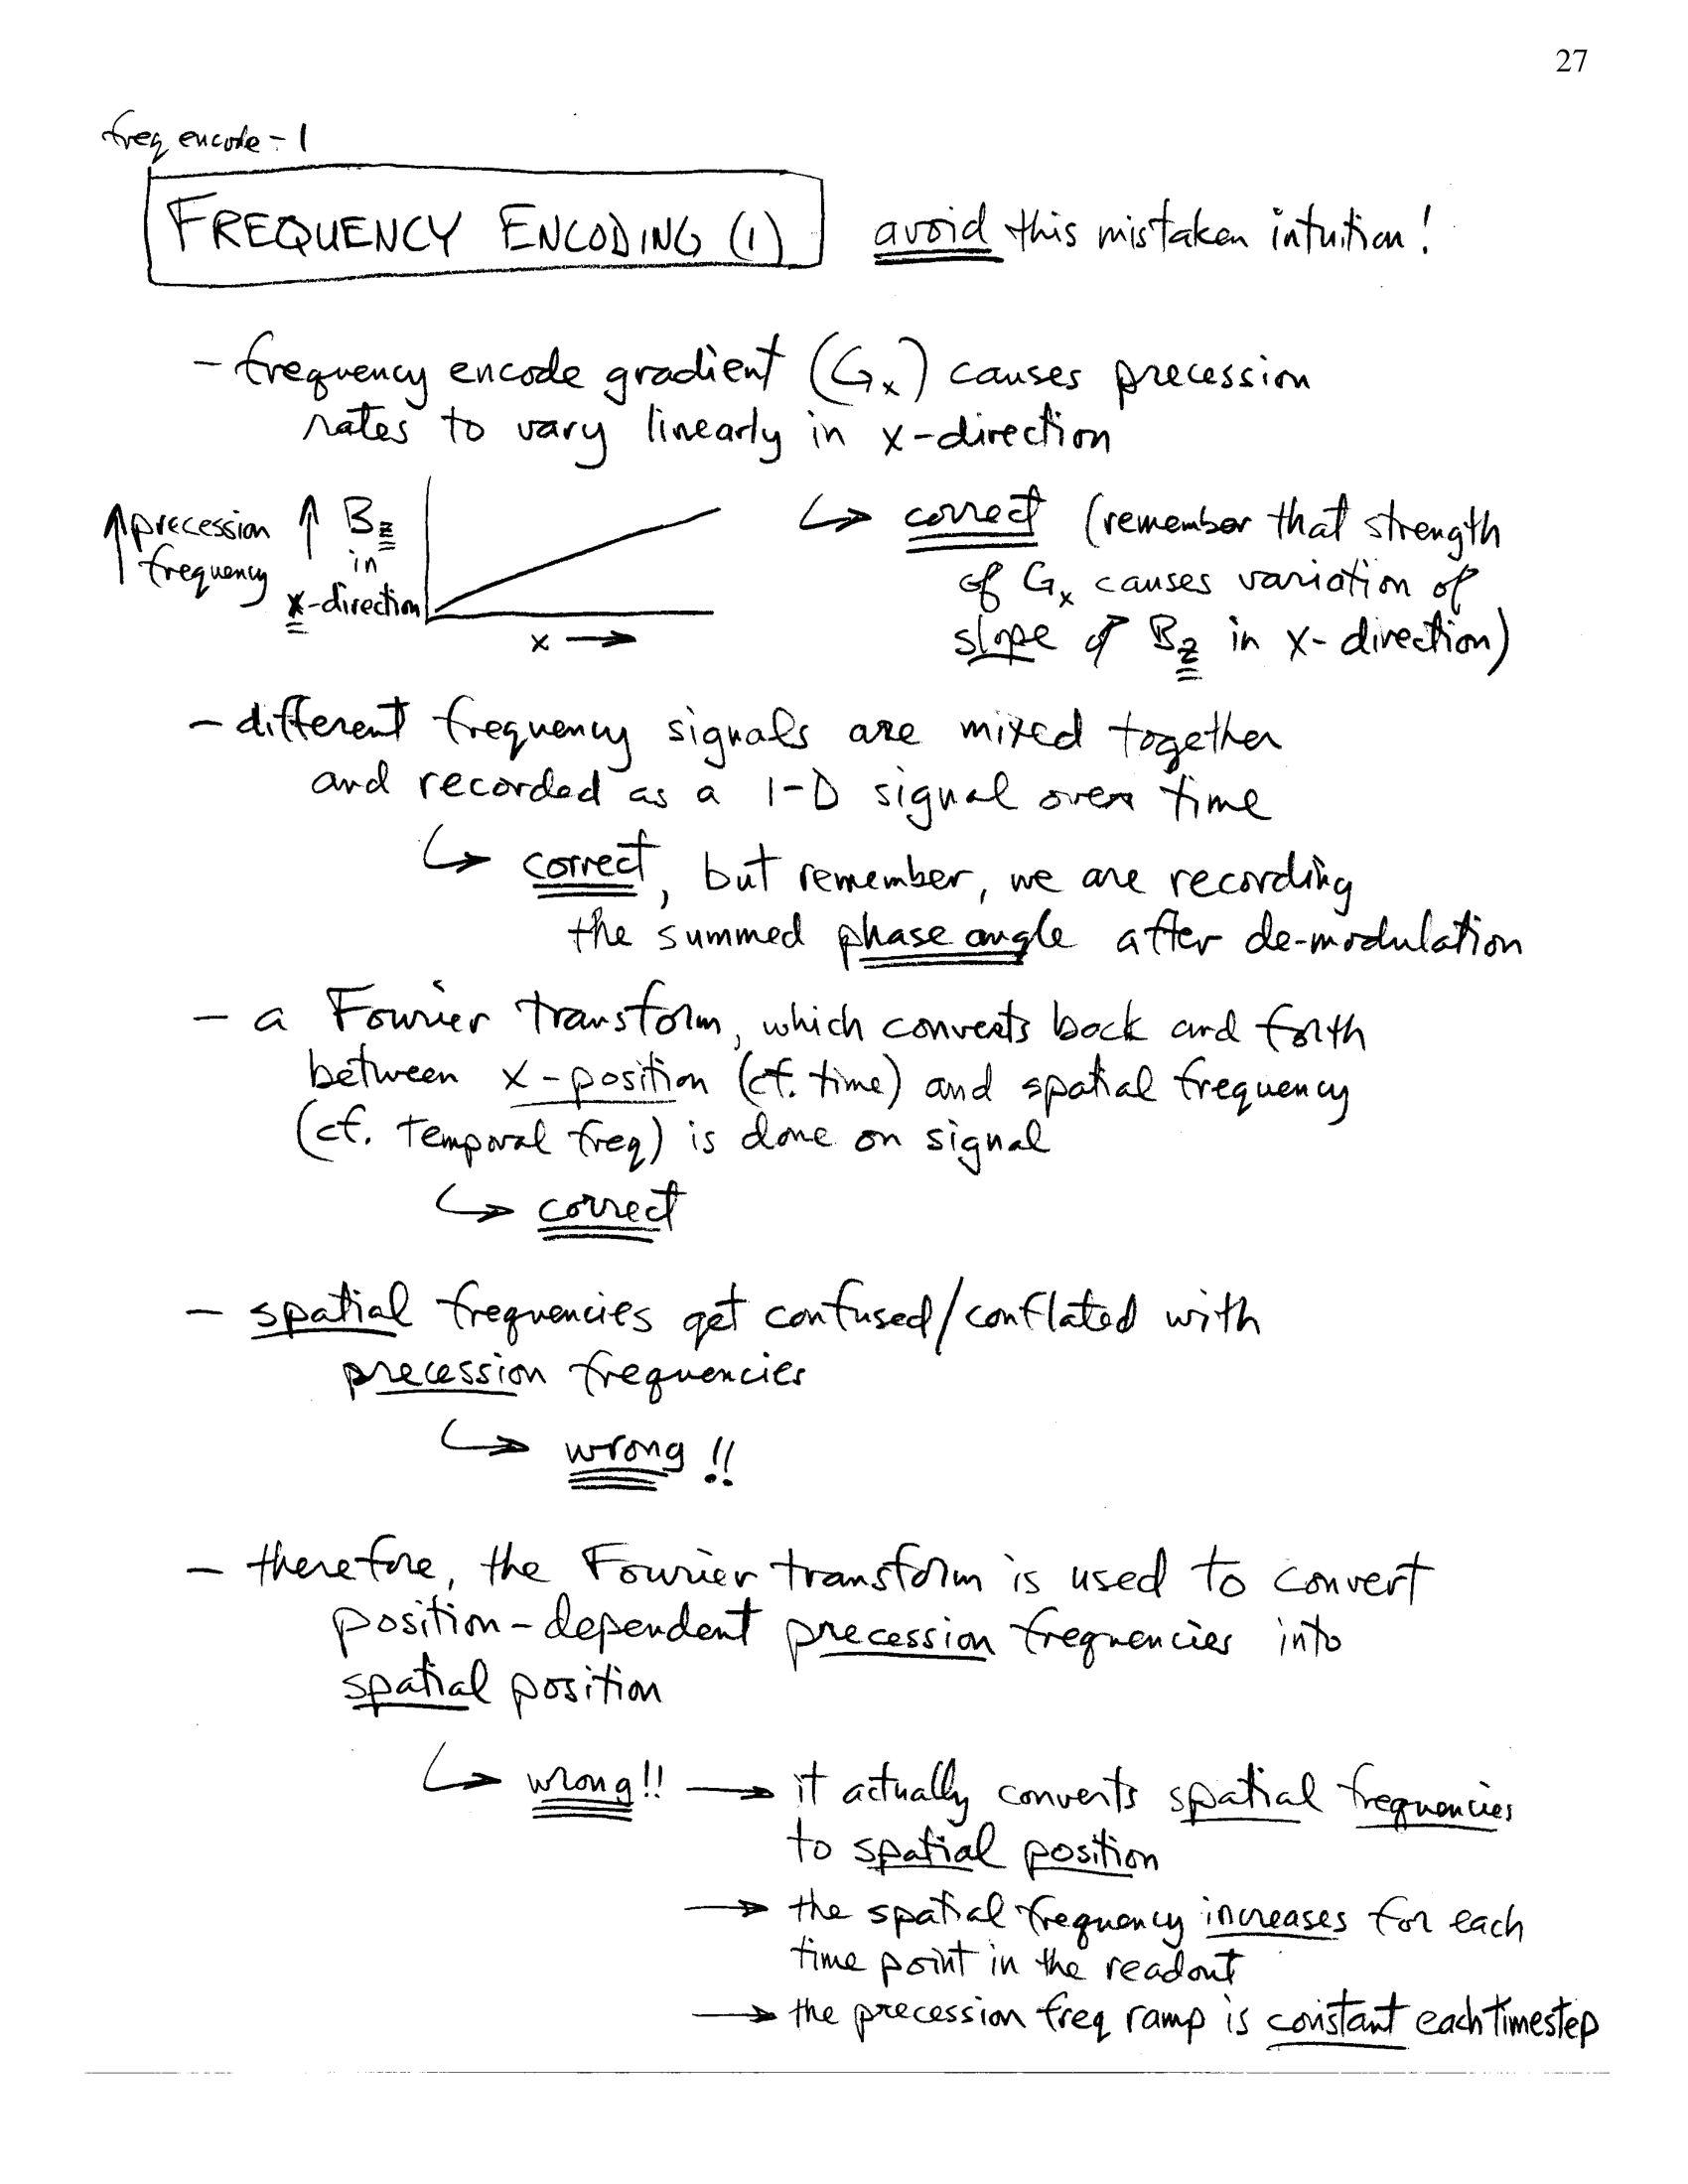 27
freq encode-1
FREQUENCY ENCODING (1) avoid this mistaken intuition!
- frequency encode gradient (Gx) causes precession
rates to vary linearly in x-direction
↑ precession frequency
↑ Bz in x-direction
x →
↳ correct (remember that strength
of Gx causes variation of
slope of Bz in x-direction)
- different frequency signals are mixed together
and recorded as a 1-D signal over time
↳ correct, but remember, we are recording
the summed phase angle after de-modulation
- a Fourier transform, which converts back and forth
between x-position (cf. time) and spatial frequency
(cf. temporal freq) is done on signal
↳ correct
- spatial frequencies get confused/conflated with
precession frequencies
↳ wrong!!
- therefore, the Fourier transform is used to convert
position-dependent precession frequencies into
spatial position
↳ wrong!! → it actually converts spatial frequencies
to spatial position
→ the spatial frequency increases for each
time point in the readout
→ the precession freq ramp is constant each timestep